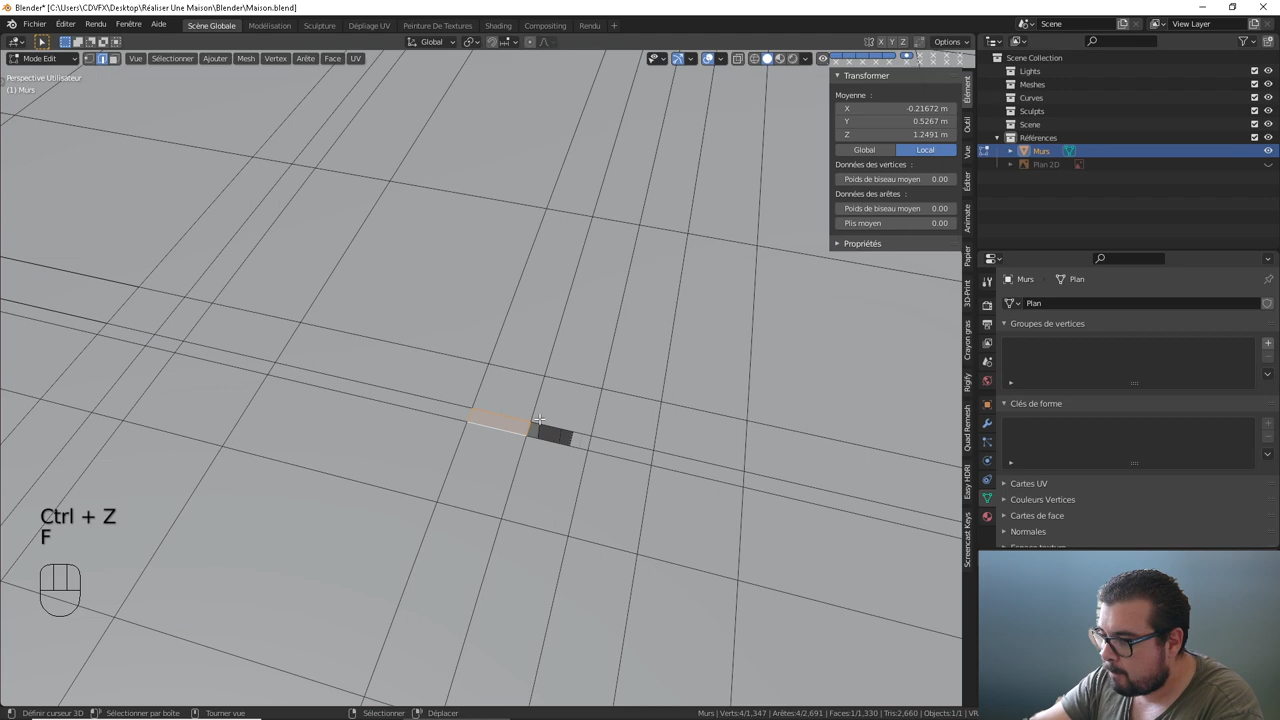 Blender* [C:\Users\CDVFX\Desktop\Réaliser Une Maison\Blender\Maison.blend]
Fichier Éditer Rendu Fenêtre Aide Scène Globale Modélisation Sculpture Dépliage UV Peinture De Textures Shading Compositing Rendu + Scene View Layer
Global X Y Z Options
Mode Edit Vue Sélectionner Ajouter Mesh Vertex Arête Face UV
Perspective Utilisateur
(1) Murs
Transformer
Moyenne :
X -0.21672 m
Y 0.5267 m
Z 1.2491 m
Global Local
Données des vertices :
Poids de biseau moyen 0.00
Données des arêtes :
Poids de biseau moyen 0.00
Plis moyen 0.00
Propriétés
Elément
Outil
Vue
Éditer
Animate
Papier
3D-Print
Crayon gras
Rigify
Quad Remesh
Easy HDRI
Screencast Keys
Scene Collection
Lights
Meshes
Curves
Sculpts
Scene
Références
Murs
Plan 2D
Murs Plan
Plan
Groupes de vertices
Clés de forme
Cartes UV
Couleurs Vertices
Cartes de face
Normales
Ctrl + Z
F
Définir curseur 3D Sélectionner par boîte Tourner vue Sélectionner Déplacer Murs | Verts:4/1,347 | Arêtes:4/2,691 | Faces:1/1,330 | Tris:2,660 | Objects:1/1 | VR